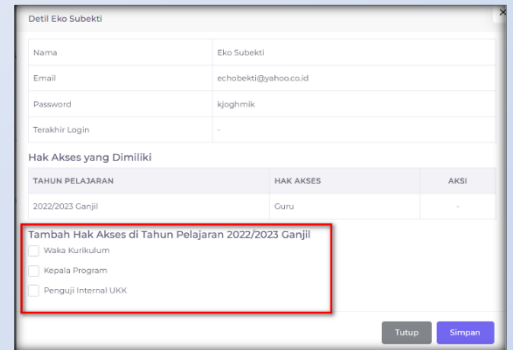 Detil Eko Subekti
×
Nama Eko Subekti
Email echobekti@yahoo.co.id
Password kjoghmik
Terakhir Login -
Hak Akses yang Dimiliki
TAHUN PELAJARAN HAK AKSES AKSI
2022/2023 Ganjil Guru -
Tambah Hak Akses di Tahun Pelajaran 2022/2023 Ganjil
Waka Kurikulum
Kepala Program
Penguji Internal UKK
Tutup Simpan